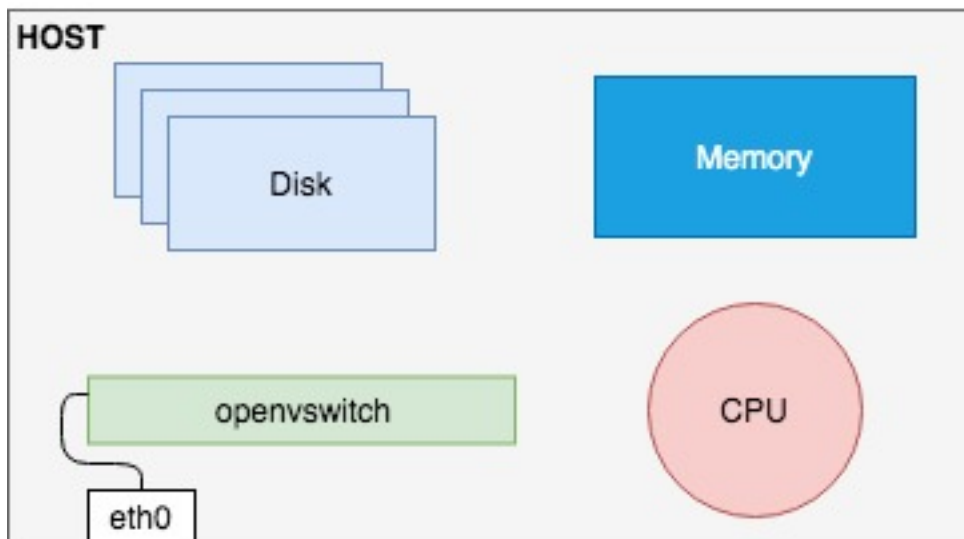 HOST
Disk
Memory
openvswitch
CPU
eth0